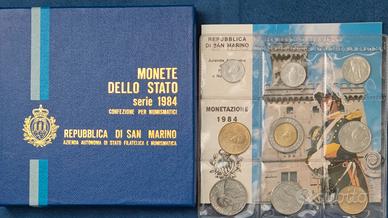 MONETE
DELLO STATO
serie 1984
CONFEZIONE PER NUMISMATICI
REPUBBLICA DI SAN MARINO
AZIENDA AUTONOMA DI STATO FILATELICA E NUMISMATICA
REPUBBLICA
DI SAN MARINO
MONETAZIONE
1984